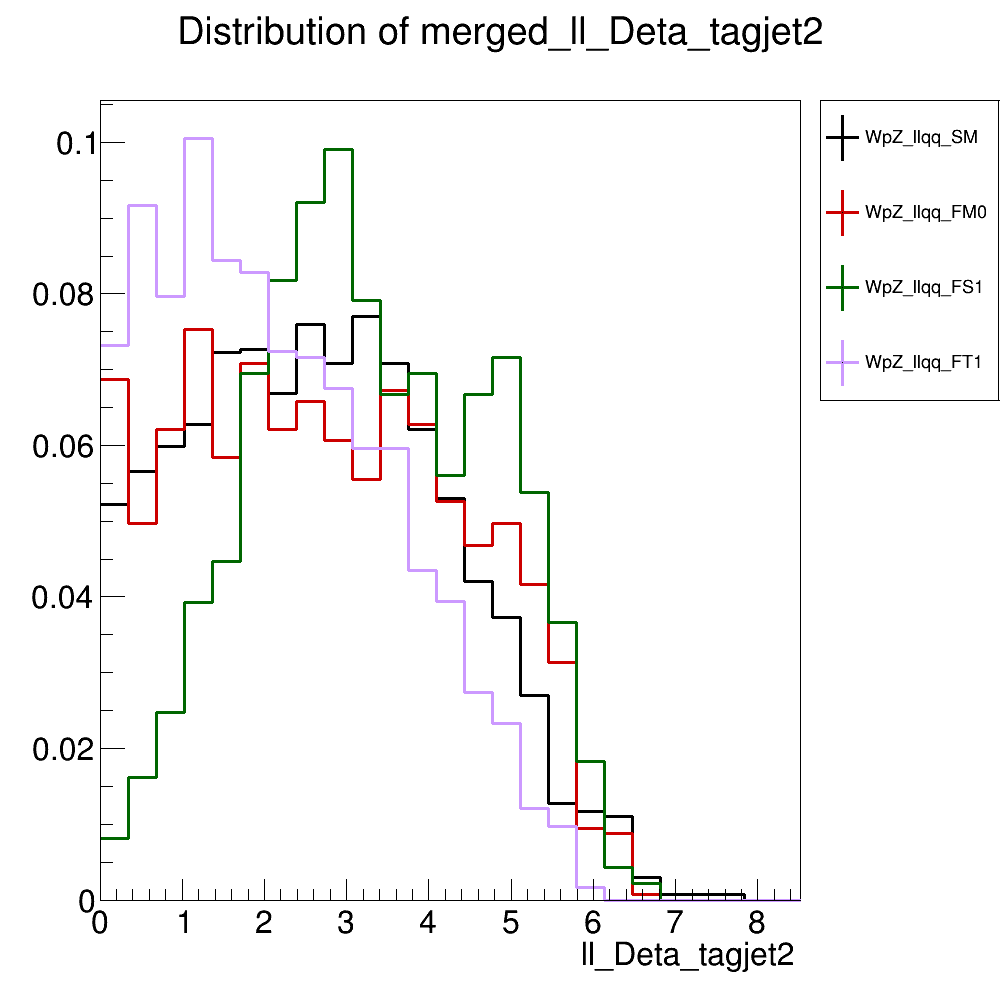 Distribution of merged_ll_Deta_tagjet2
0.1
0.08
0.06
0.04
0.02
0
0 1 2 3 4 5 6 7 8
ll_Deta_tagjet2
WpZ_llqq_SM
WpZ_llqq_FM0
WpZ_llqq_FS1
WpZ_llqq_FT1